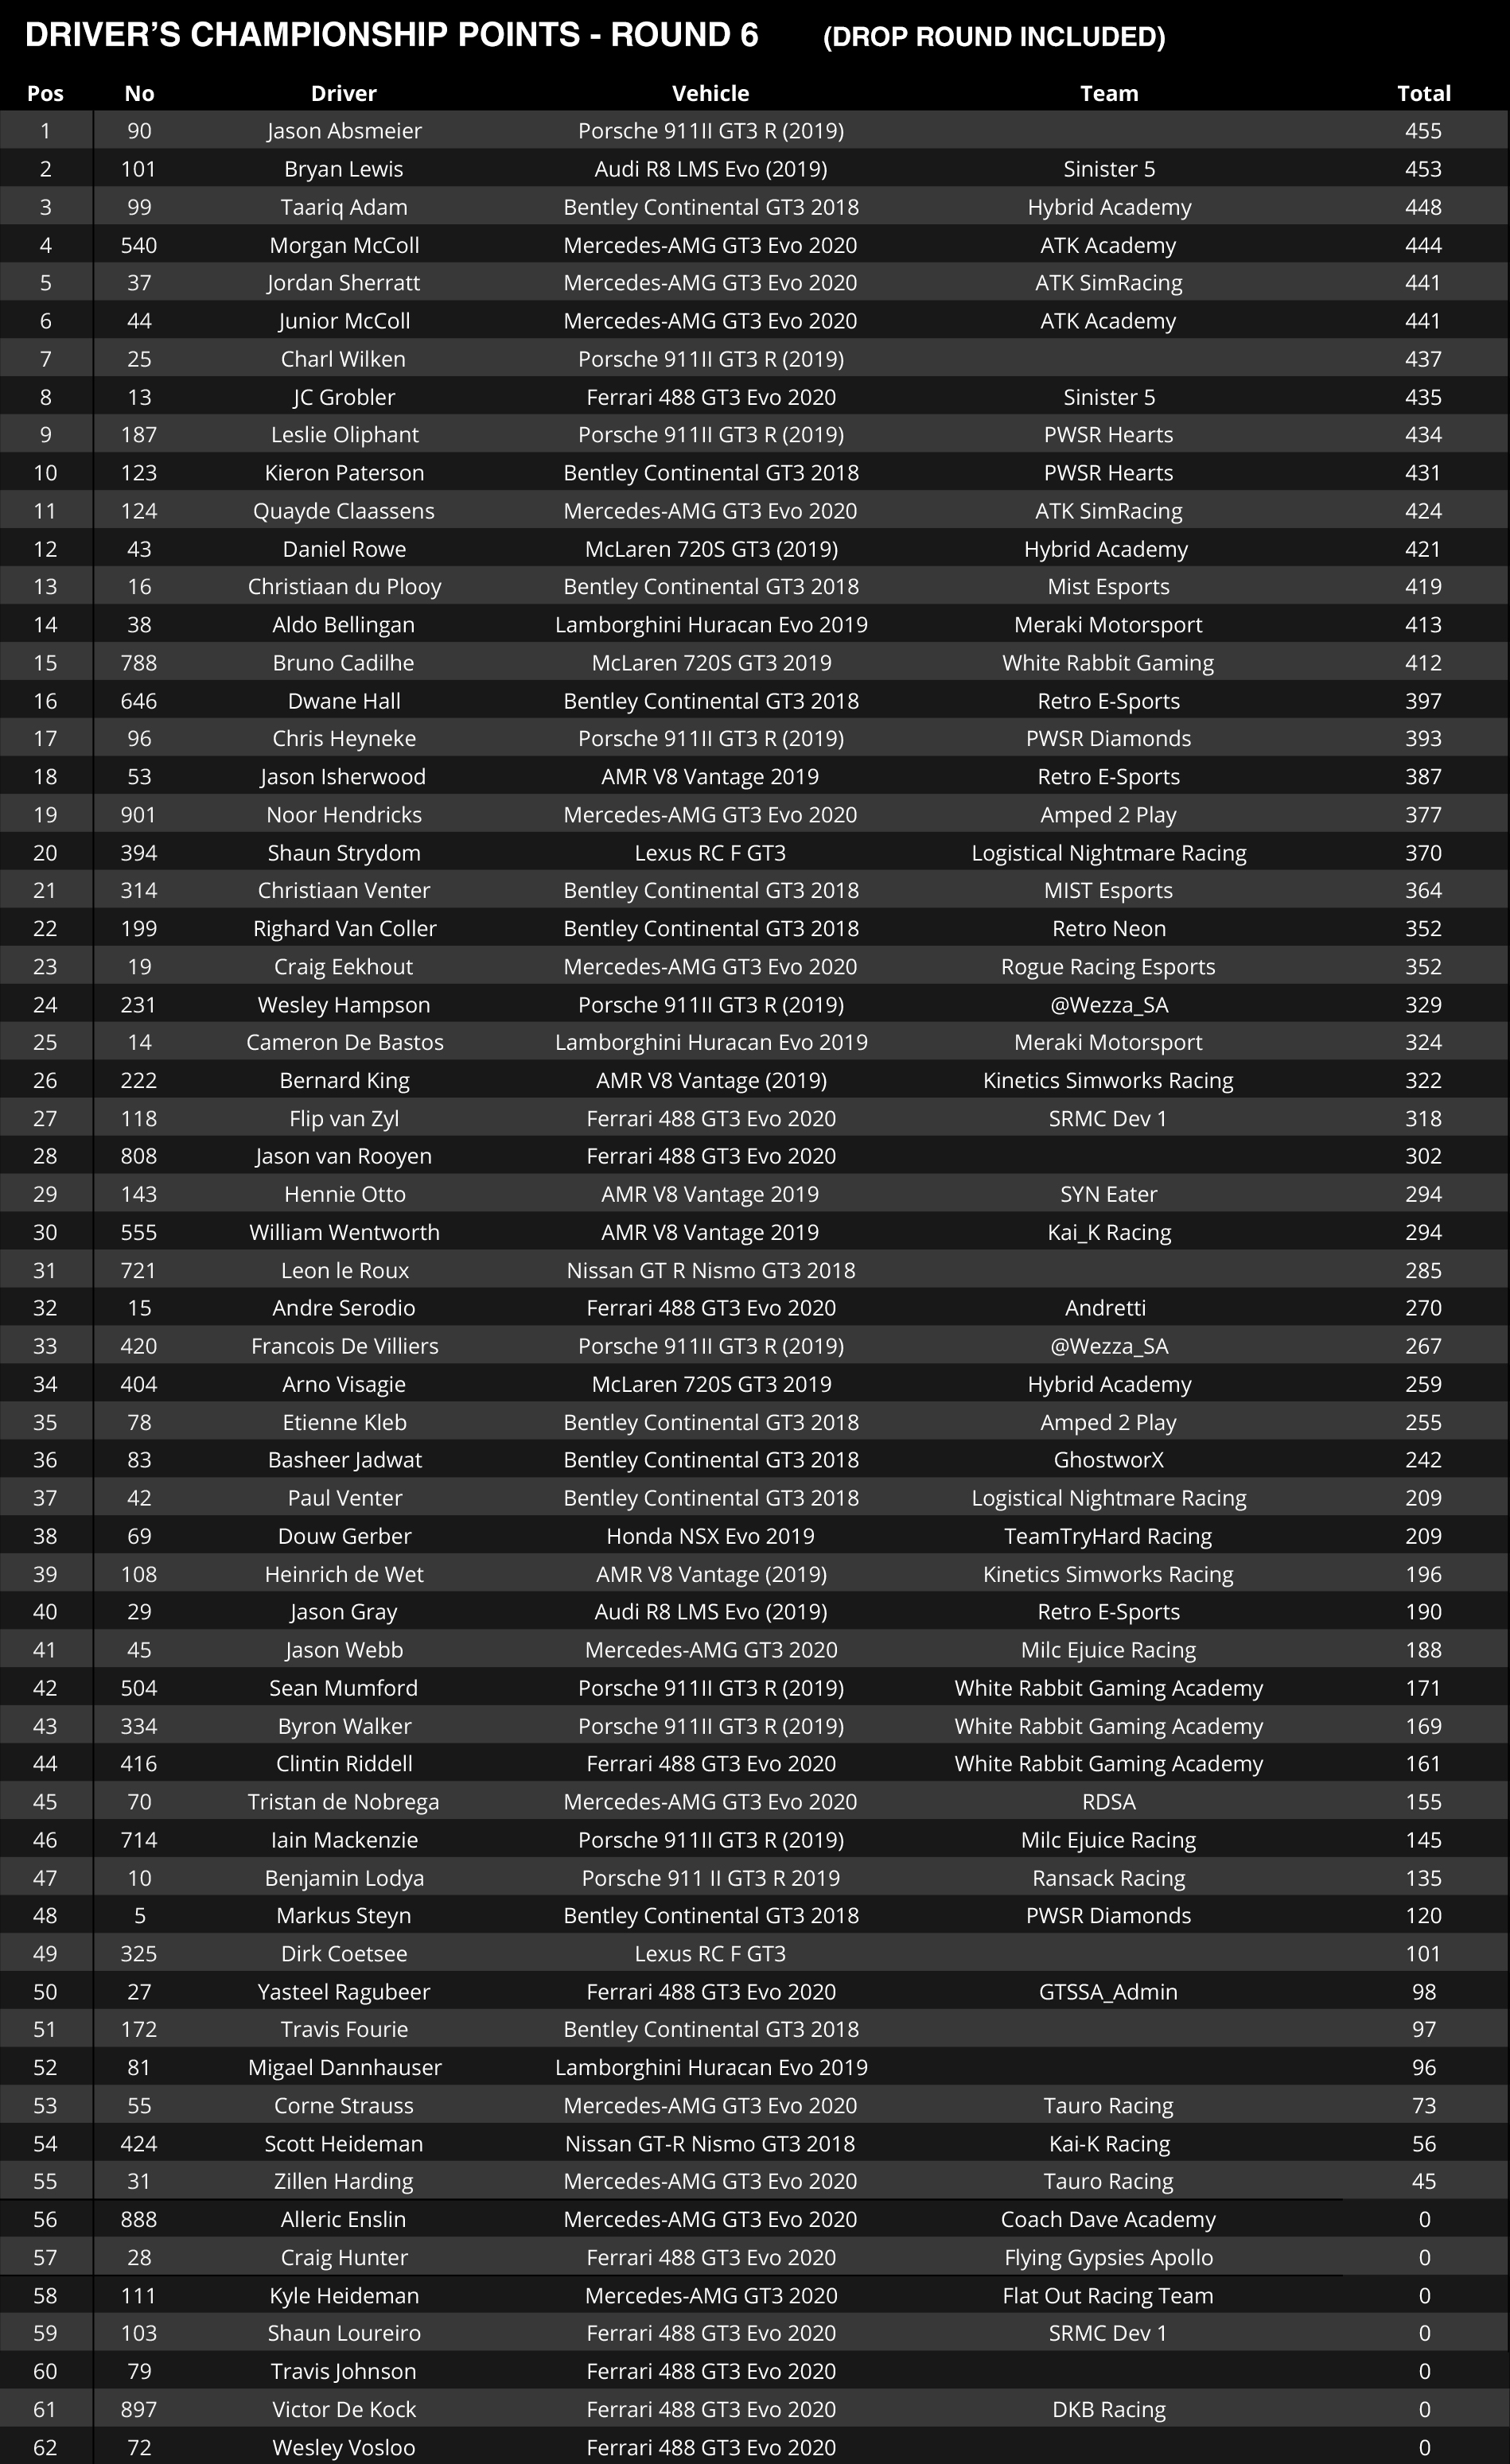 DRIVER’S CHAMPIONSHIP POINTS - ROUND 6 (DROP ROUND INCLUDED)
Pos No Driver Vehicle Team Total
1 90 Jason Absmeier Porsche 911II GT3 R (2019) 455
2 101 Bryan Lewis Audi R8 LMS Evo (2019) Sinister 5 453
3 99 Taariq Adam Bentley Continental GT3 2018 Hybrid Academy 448
4 540 Morgan McColl Mercedes-AMG GT3 Evo 2020 ATK Academy 444
5 37 Jordan Sherratt Mercedes-AMG GT3 Evo 2020 ATK SimRacing 441
6 44 Junior McColl Mercedes-AMG GT3 Evo 2020 ATK Academy 441
7 25 Charl Wilken Porsche 911II GT3 R (2019) 437
8 13 JC Grobler Ferrari 488 GT3 Evo 2020 Sinister 5 435
9 187 Leslie Oliphant Porsche 911II GT3 R (2019) PWSR Hearts 434
10 123 Kieron Paterson Bentley Continental GT3 2018 PWSR Hearts 431
11 124 Quayde Claassens Mercedes-AMG GT3 Evo 2020 ATK SimRacing 424
12 43 Daniel Rowe McLaren 720S GT3 (2019) Hybrid Academy 421
13 16 Christiaan du Plooy Bentley Continental GT3 2018 Mist Esports 419
14 38 Aldo Bellingan Lamborghini Huracan Evo 2019 Meraki Motorsport 413
15 788 Bruno Cadilhe McLaren 720S GT3 2019 White Rabbit Gaming 412
16 646 Dwane Hall Bentley Continental GT3 2018 Retro E-Sports 397
17 96 Chris Heyneke Porsche 911II GT3 R (2019) PWSR Diamonds 393
18 53 Jason Isherwood AMR V8 Vantage 2019 Retro E-Sports 387
19 901 Noor Hendricks Mercedes-AMG GT3 Evo 2020 Amped 2 Play 377
20 394 Shaun Strydom Lexus RC F GT3 Logistical Nightmare Racing 370
21 314 Christiaan Venter Bentley Continental GT3 2018 MIST Esports 364
22 199 Righard Van Coller Bentley Continental GT3 2018 Retro Neon 352
23 19 Craig Eekhout Mercedes-AMG GT3 Evo 2020 Rogue Racing Esports 352
24 231 Wesley Hampson Porsche 911II GT3 R (2019) @Wezza_SA 329
25 14 Cameron De Bastos Lamborghini Huracan Evo 2019 Meraki Motorsport 324
26 222 Bernard King AMR V8 Vantage (2019) Kinetics Simworks Racing 322
27 118 Flip van Zyl Ferrari 488 GT3 Evo 2020 SRMC Dev 1 318
28 808 Jason van Rooyen Ferrari 488 GT3 Evo 2020 302
29 143 Hennie Otto AMR V8 Vantage 2019 SYN Eater 294
30 555 William Wentworth AMR V8 Vantage 2019 Kai_K Racing 294
31 721 Leon le Roux Nissan GT R Nismo GT3 2018 285
32 15 Andre Serodio Ferrari 488 GT3 Evo 2020 Andretti 270
33 420 Francois De Villiers Porsche 911II GT3 R (2019) @Wezza_SA 267
34 404 Arno Visagie McLaren 720S GT3 2019 Hybrid Academy 259
35 78 Etienne Kleb Bentley Continental GT3 2018 Amped 2 Play 255
36 83 Basheer Jadwat Bentley Continental GT3 2018 GhostworX 242
37 42 Paul Venter Bentley Continental GT3 2018 Logistical Nightmare Racing 209
38 69 Douw Gerber Honda NSX Evo 2019 TeamTryHard Racing 209
39 108 Heinrich de Wet AMR V8 Vantage (2019) Kinetics Simworks Racing 196
40 29 Jason Gray Audi R8 LMS Evo (2019) Retro E-Sports 190
41 45 Jason Webb Mercedes-AMG GT3 2020 Milc Ejuice Racing 188
42 504 Sean Mumford Porsche 911II GT3 R (2019) White Rabbit Gaming Academy 171
43 334 Byron Walker Porsche 911II GT3 R (2019) White Rabbit Gaming Academy 169
44 416 Clintin Riddell Ferrari 488 GT3 Evo 2020 White Rabbit Gaming Academy 161
45 70 Tristan de Nobrega Mercedes-AMG GT3 Evo 2020 RDSA 155
46 714 Iain Mackenzie Porsche 911II GT3 R (2019) Milc Ejuice Racing 145
47 10 Benjamin Lodya Porsche 911 II GT3 R 2019 Ransack Racing 135
48 5 Markus Steyn Bentley Continental GT3 2018 PWSR Diamonds 120
49 325 Dirk Coetsee Lexus RC F GT3 101
50 27 Yasteel Ragubeer Ferrari 488 GT3 Evo 2020 GTSSA_Admin 98
51 172 Travis Fourie Bentley Continental GT3 2018 97
52 81 Migael Dannhauser Lamborghini Huracan Evo 2019 96
53 55 Corne Strauss Mercedes-AMG GT3 Evo 2020 Tauro Racing 73
54 424 Scott Heideman Nissan GT-R Nismo GT3 2018 Kai-K Racing 56
55 31 Zillen Harding Mercedes-AMG GT3 Evo 2020 Tauro Racing 45
56 888 Alleric Enslin Mercedes-AMG GT3 Evo 2020 Coach Dave Academy 0
57 28 Craig Hunter Ferrari 488 GT3 Evo 2020 Flying Gypsies Apollo 0
58 111 Kyle Heideman Mercedes-AMG GT3 2020 Flat Out Racing Team 0
59 103 Shaun Loureiro Ferrari 488 GT3 Evo 2020 SRMC Dev 1 0
60 79 Travis Johnson Ferrari 488 GT3 Evo 2020 0
61 897 Victor De Kock Ferrari 488 GT3 Evo 2020 DKB Racing 0
62 72 Wesley Vosloo Ferrari 488 GT3 Evo 2020 0